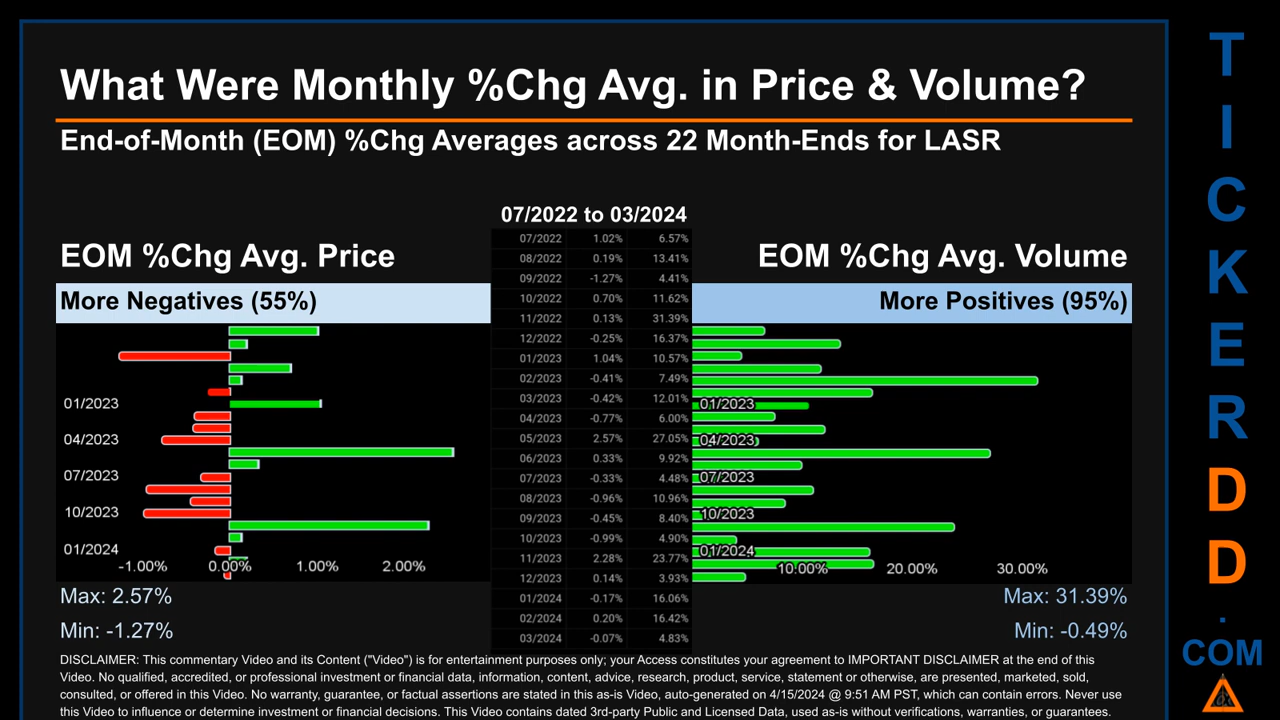 What Were Monthly %Chg Avg. in Price & Volume?
End-of-Month (EOM) %Chg Averages across 22 Month-Ends for LASR
07/2022 to 03/2024
EOM %Chg Avg. Price
EOM %Chg Avg. Volume
More Negatives (55%)
More Positives (95%)
07/2022 1.02% 6.57%
08/2022 0.19% 13.41%
09/2022 -1.27% 4.41%
10/2022 0.70% 11.62%
11/2022 0.13% 31.39%
12/2022 -0.25% 16.37%
01/2023 1.04% 10.57%
02/2023 -0.41% 7.49%
03/2023 -0.42% 12.01%
04/2023 -0.77% 6.00%
05/2023 2.57% 27.05%
06/2023 0.33% 9.92%
07/2023 -0.33% 4.48%
08/2023 -0.96% 10.96%
09/2023 -0.45% 8.40%
10/2023 -0.99% 4.90%
11/2023 2.28% 23.77%
12/2023 0.14% 3.93%
01/2024 -0.17% 16.06%
02/2024 0.20% 16.42%
03/2024 -0.07% 4.83%
01/2023
04/2023
07/2023
10/2023
01/2024
-1.00% 0.00% 1.00% 2.00%
01/2023
04/2023
07/2023
10/2023
01/2024
10.00% 20.00% 30.00%
Max: 2.57%
Min: -1.27%
Max: 31.39%
Min: -0.49%
DISCLAIMER: This commentary Video and its Content ("Video") is for entertainment purposes only; your Access constitutes your agreement to IMPORTANT DISCLAIMER at the end of this
Video. No qualified, accredited, or professional investment or financial data, information, content, advice, research, product, service, statement or otherwise, are presented, marketed, sold,
consulted, or offered in this Video. No warranty, guarantee, or factual assertions are stated in this as-is Video, auto-generated on 4/15/2024 @ 9:51 AM PST, which can contain errors. Never use
this Video to influence or determine investment or financial decisions. This Video contains dated 3rd-party Public and Licensed Data, used as-is without verifications, warranties, or guarantees.
T
I
C
K
E
R
D
D
.
COM